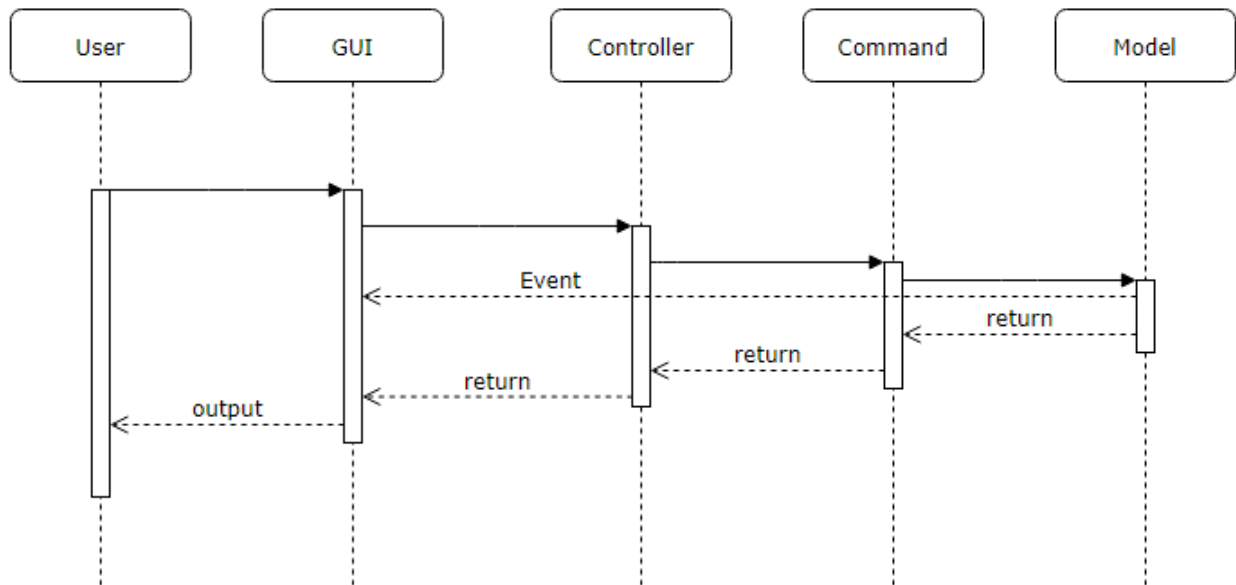 User
GUI
Controller
Command
Model
Event
return
return
return
output